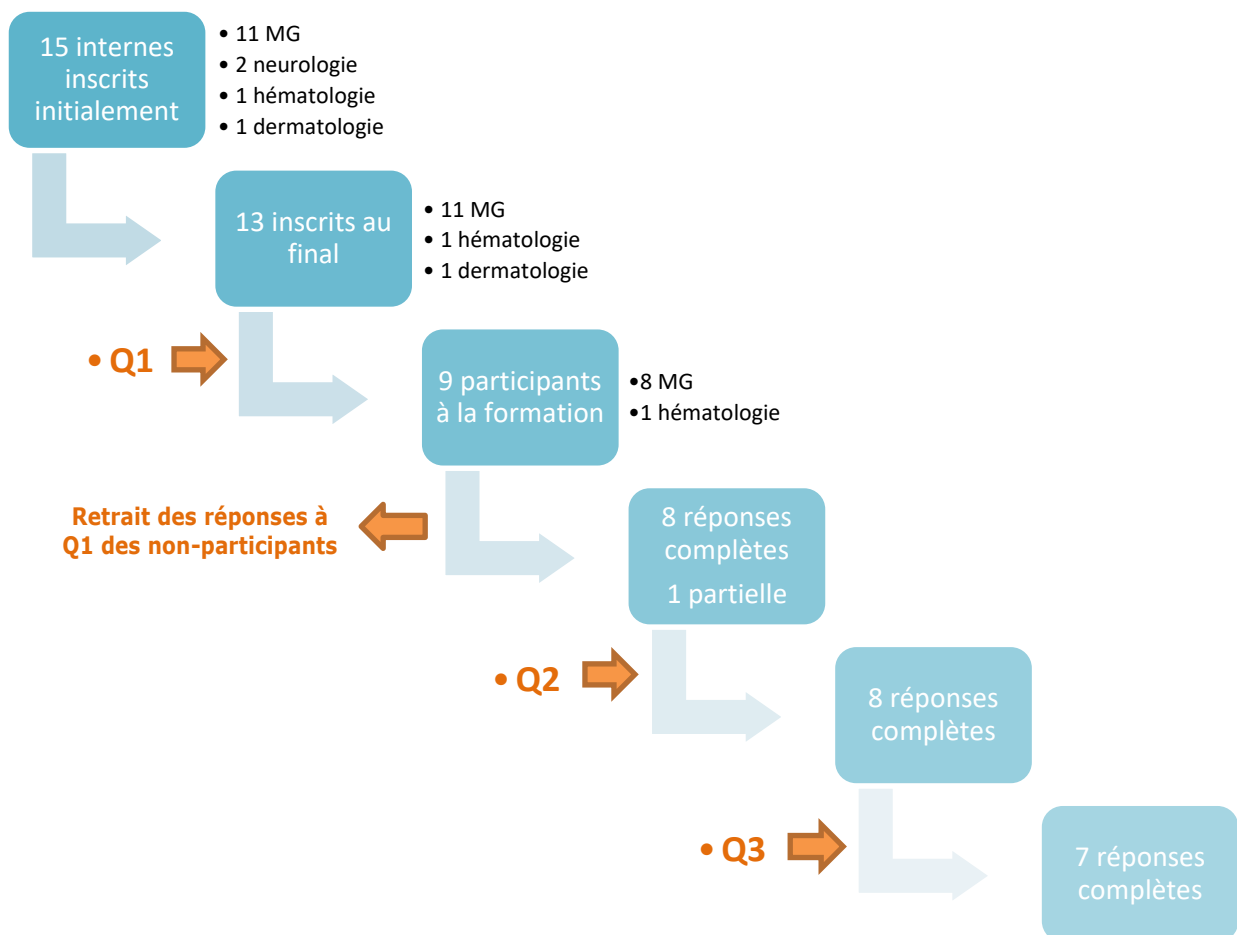 15 internes
inscrits
initialement
• 11 MG
• 2 neurologie
• 1 hématologie
• 1 dermatologie
13 inscrits au
final
• 11 MG
• 1 hématologie
• 1 dermatologie
• Q1
9 participants
à la formation
•8 MG
•1 hématologie
Retrait des réponses à
Q1 des non-participants
8 réponses
complètes
1 partielle
• Q2
8 réponses
complètes
• Q3
7 réponses
complètes